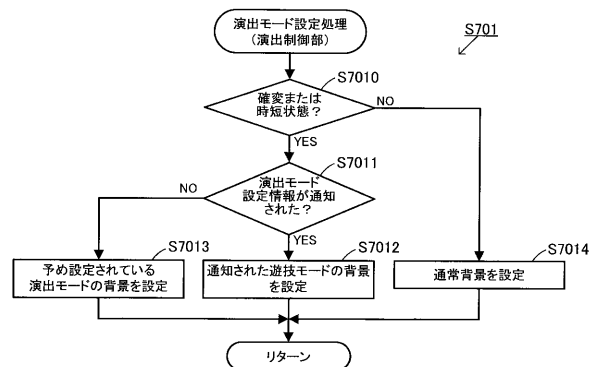 演出モード設定処理
（演出制御部）
S701
S7010
確変または
時短状態？
NO
YES
S7011
演出モード
設定情報が通知
された？
NO
YES
S7013
予め設定されている
演出モードの背景を設定
S7012
通知された遊技モードの背景
を設定
S7014
通常背景を設定
リターン